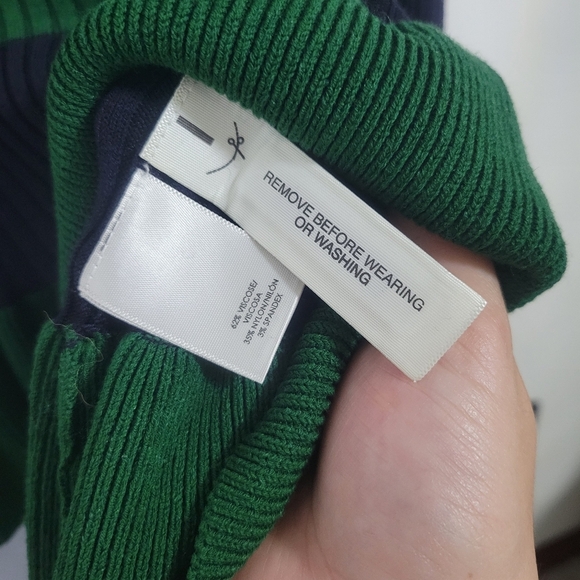 REMOVE BEFORE WEARING
OR WASHING
62% VISCOSE/
VISCOSA
35% NYLON/NILÓN
3% SPANDEX